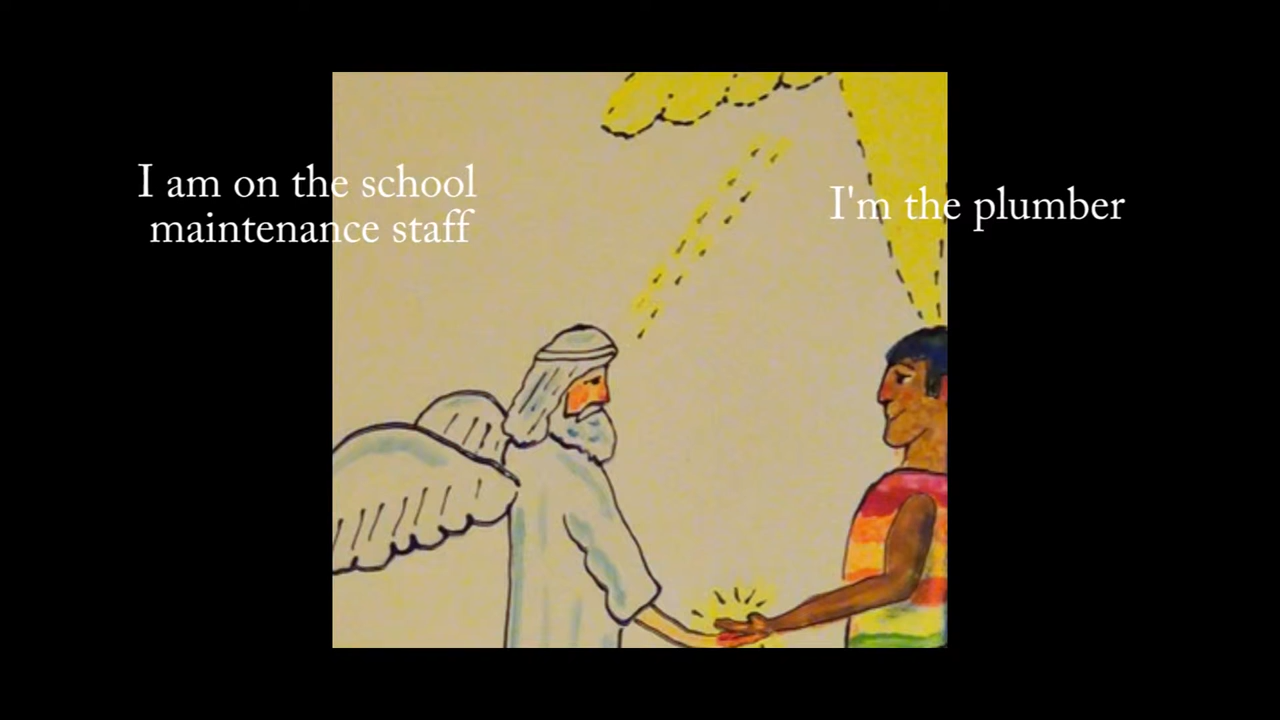 I am on the school
maintenance staff
I'm the plumber